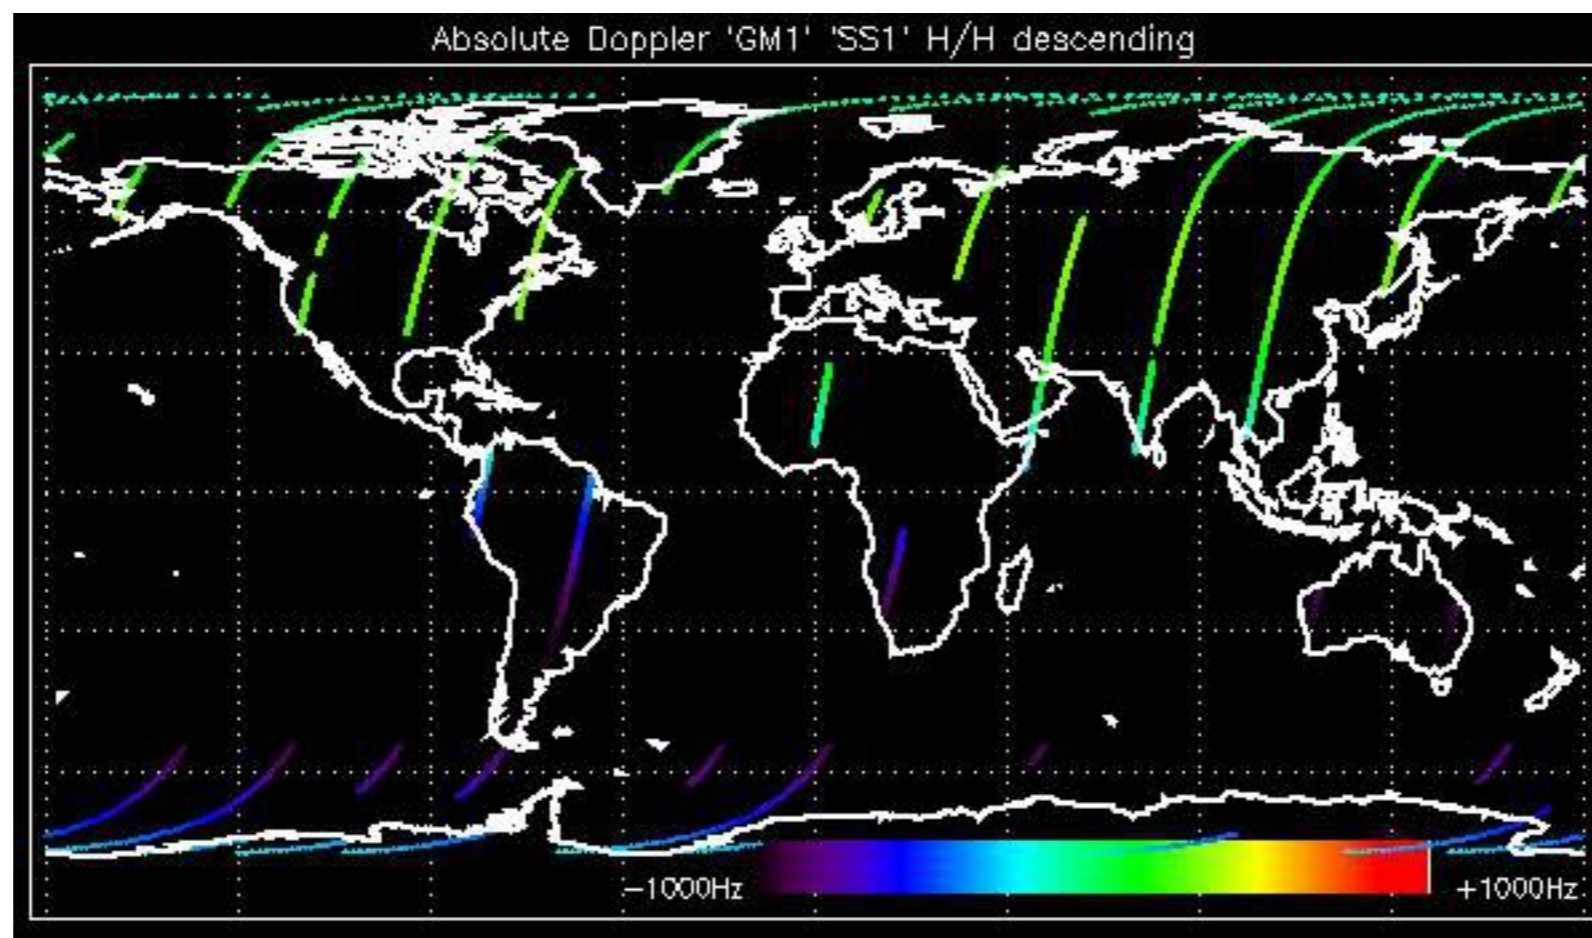 Absolute Doppler 'GM1' 'SS1' H/H descending
−1000Hz
+1000Hz